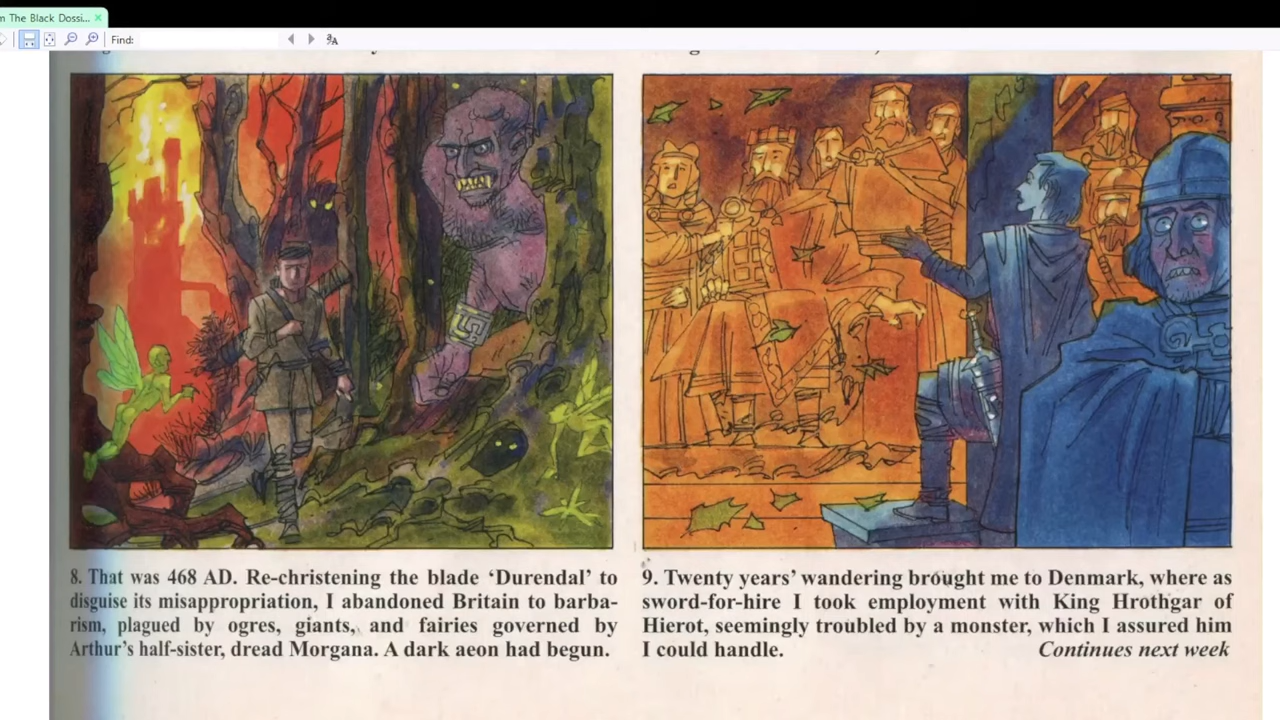 m The Black Dossi... ×
Find:
8. That was 468 AD. Re-christening the blade ‘Durendal’ to
disguise its misappropriation, I abandoned Britain to barba-
rism, plagued by ogres, giants, and fairies governed by
Arthur’s half-sister, dread Morgana. A dark aeon had begun.
9. Twenty years’ wandering brought me to Denmark, where as
sword-for-hire I took employment with King Hrothgar of
Hierot, seemingly troubled by a monster, which I assured him
I could handle. Continues next week